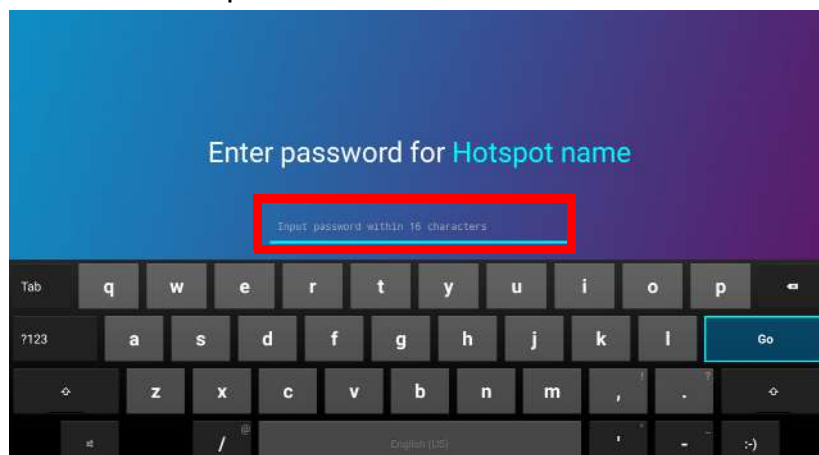 Enter password for Hotspot name
Input password within 16 characters
Tab q w e r t y u i o p
?123 a s d f g h j k l Go
z x c v b n m , ! . ?
/ @ English (US) ' " - _ :-)